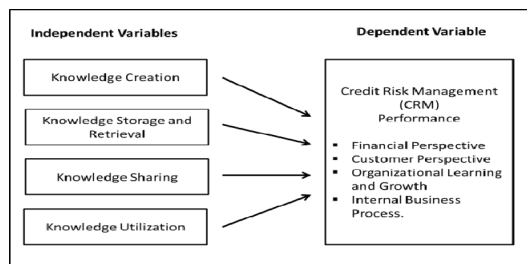 Independent Variables
Knowledge Creation
Knowledge Storage and
Retrieval
Knowledge Sharing
Knowledge Utilization
Dependent Variable
Credit Risk Management
(CRM)
Performance
▪ Financial Perspective
▪ Customer Perspective
▪ Organizational Learning
and Growth
▪ Internal Business
Process.